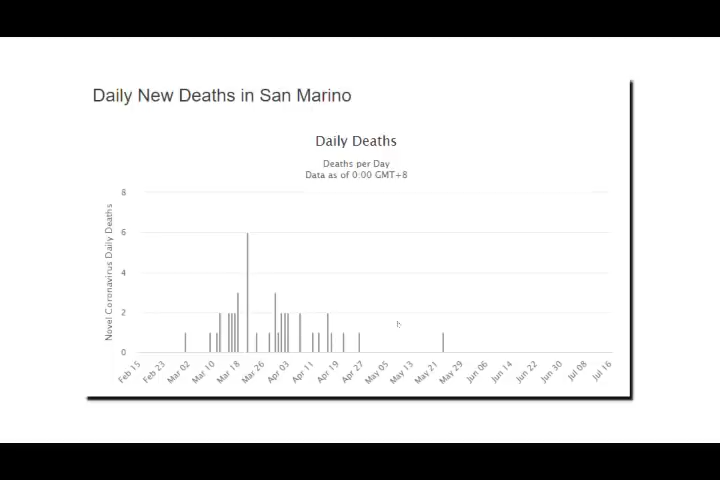 Daily New Deaths in San Marino
Daily Deaths
Deaths per Day
Data as of 0:00 GMT+8
Novel Coronavirus Daily Deaths
8
6
4
2
0
Feb 15
Feb 23
Mar 02
Mar 10
Mar 18
Mar 26
Apr 03
Apr 11
Apr 19
Apr 27
May 05
May 13
May 21
May 29
Jun 06
Jun 14
Jun 22
Jun 30
Jul 08
Jul 16